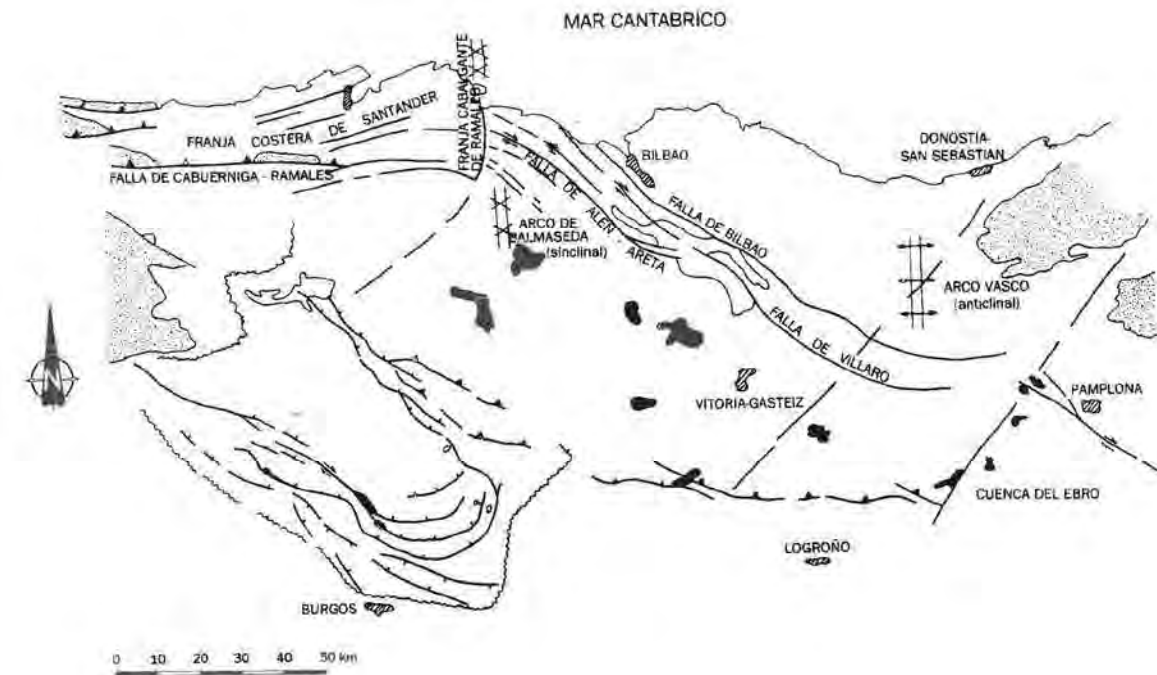 MAR CANTABRICO
FRANJA CABALGANTE
DE RAMALES
FRANJA COSTERA DE SANTANDER
FALLA DE CABUERNIGA - RAMALES
BILBAO
DONOSTIA-
SAN SEBASTIAN
FALLA DE ALEN - ARETA
FALLA DE BILBAO
ARCO DE
BALMASEDA
(sinclinal)
ARCO VASCO
(anticlinal)
FALLA DE VILLARO
N
VITORIA-GASTEIZ
PAMPLONA
CUENCA DEL EBRO
LOGROÑO
BURGOS
0 10 20 30 40 50 km